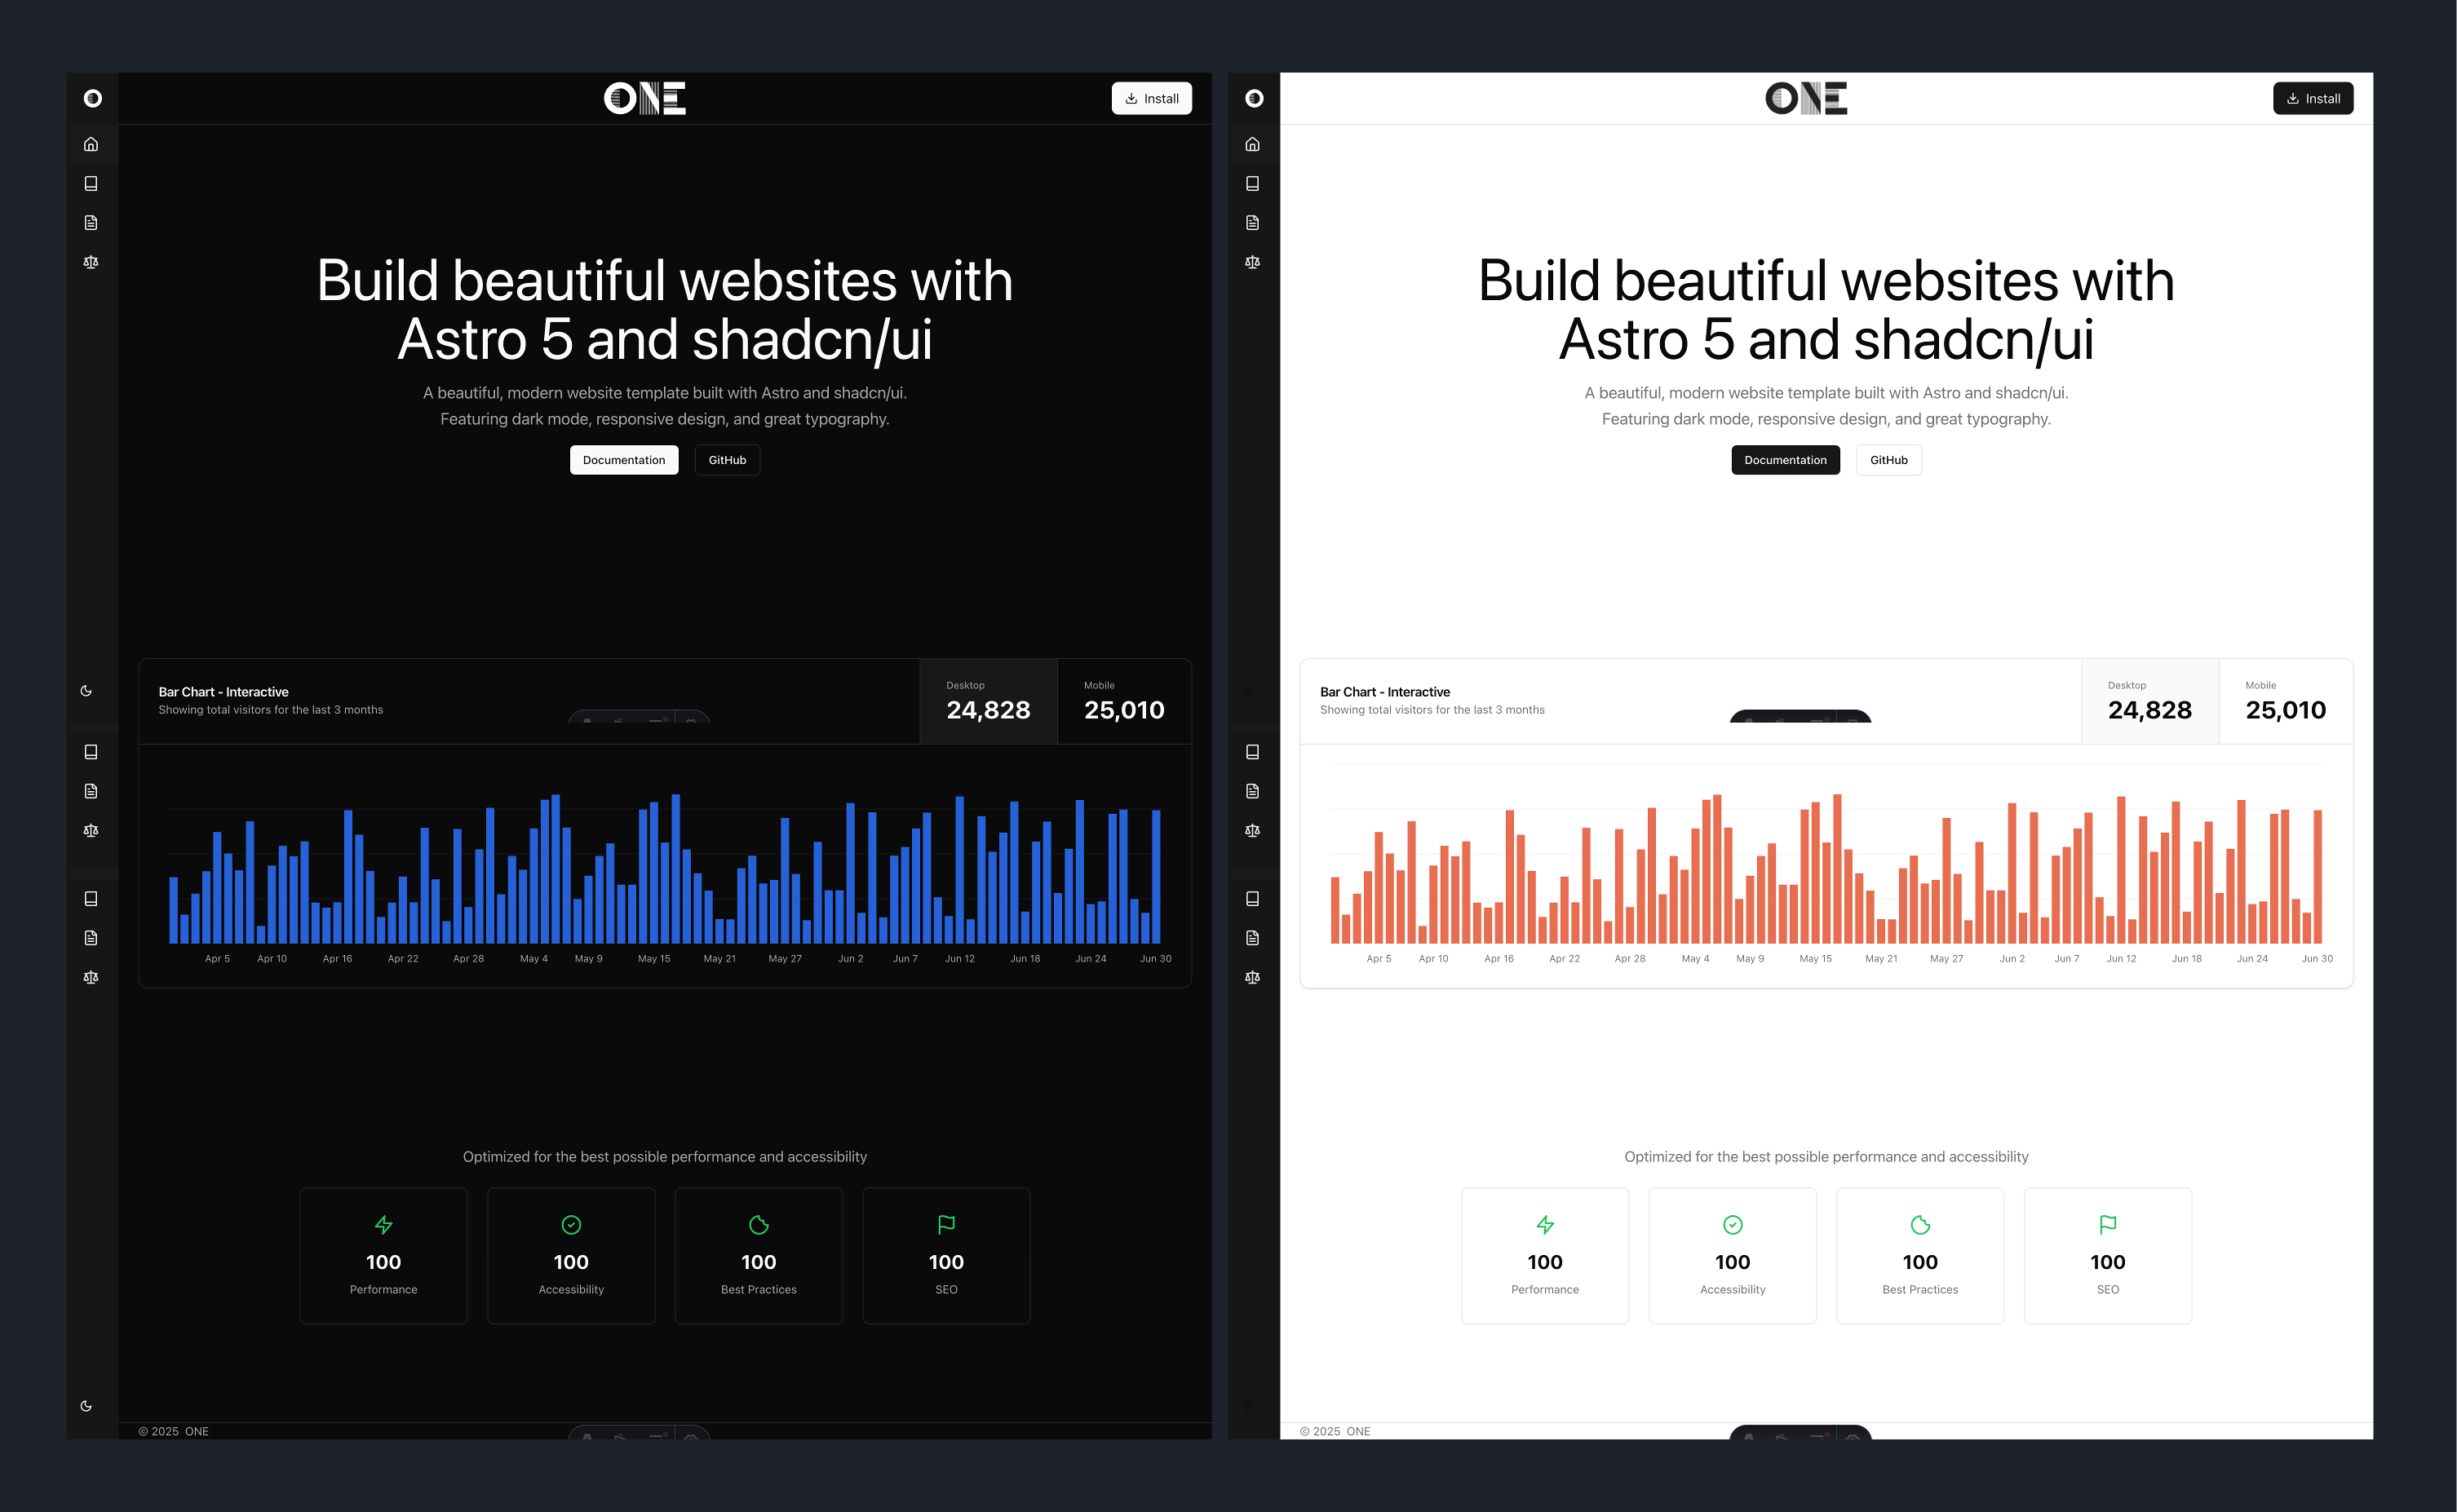 ONE
Install
Build beautiful websites with
Astro 5 and shadcn/ui
A beautiful, modern website template built with Astro and shadcn/ui.
Featuring dark mode, responsive design, and great typography.
Documentation
GitHub
Bar Chart - Interactive
Showing total visitors for the last 3 months
Desktop
24,828
Mobile
25,010
Apr 5 Apr 10 Apr 16 Apr 22 Apr 28 May 4 May 9 May 15 May 21 May 27 Jun 2 Jun 7 Jun 12 Jun 18 Jun 24 Jun 30
Optimized for the best possible performance and accessibility
100
Performance
100
Accessibility
100
Best Practices
100
SEO
© 2025 ONE
ONE
Install
Build beautiful websites with
Astro 5 and shadcn/ui
A beautiful, modern website template built with Astro and shadcn/ui.
Featuring dark mode, responsive design, and great typography.
Documentation
GitHub
Bar Chart - Interactive
Showing total visitors for the last 3 months
Desktop
24,828
Mobile
25,010
Apr 5 Apr 10 Apr 16 Apr 22 Apr 28 May 4 May 9 May 15 May 21 May 27 Jun 2 Jun 7 Jun 12 Jun 18 Jun 24 Jun 30
Optimized for the best possible performance and accessibility
100
Performance
100
Accessibility
100
Best Practices
100
SEO
© 2025 ONE